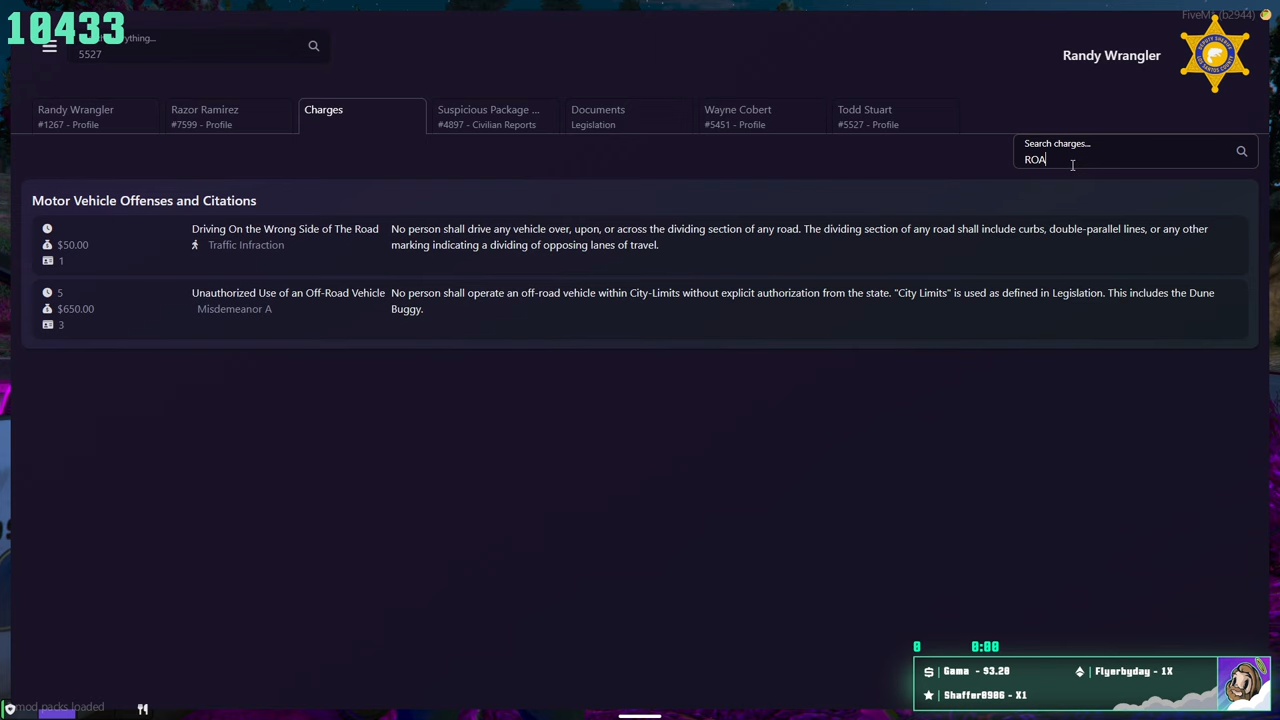 10433
FiveM
(b2944)
ything...
5527
Randy Wrangler
Randy Wrangler
#1267 - Profile
Razor Ramirez
#7599 - Profile
Charges
Suspicious Package ...
#4897 - Civilian Reports
Documents
Legislation
Wayne Cobert
#5451 - Profile
Todd Stuart
#5527 - Profile
Search charges...
ROA
Motor Vehicle Offenses and Citations
Driving On the Wrong Side of The Road
No person shall drive any vehicle over, upon, or across the dividing section of any road. The dividing section of any road shall include curbs, double-parallel lines, or any other
$50.00
Traffic Infraction
marking indicating a dividing of opposing lanes of travel.
1
5
Unauthorized Use of an Off-Road Vehicle
No person shall operate an off-road vehicle within City-Limits without explicit authorization from the state. "City Limits" is used as defined in Legislation. This includes the Dune
$650.00
Misdemeanor A
Buggy.
3
0
0:00
Gama - 93.20
Flyerbyday - 1X
Shaffer0906 - X1
mod packs loaded